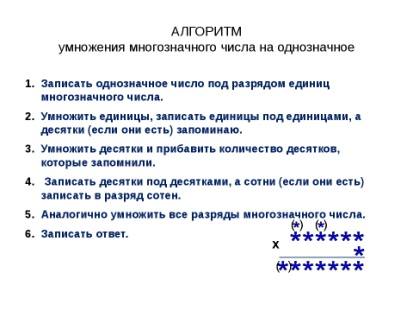 АЛГОРИТМ
умножения многозначного числа на однозначное
1. Записать однозначное число под разрядом единиц
многозначного числа.
2. Умножить единицы, записать единицы под единицами, а
десятки (если они есть) запоминаю.
3. Умножить десятки и прибавить количество десятков,
которые запомнили.
4. Записать десятки под десятками, а сотни (если они есть)
записать в разряд сотен.
5. Аналогично умножить все разряды многозначного числа.
6. Записать ответ.
(*) (*)
х ******
*
(*)******